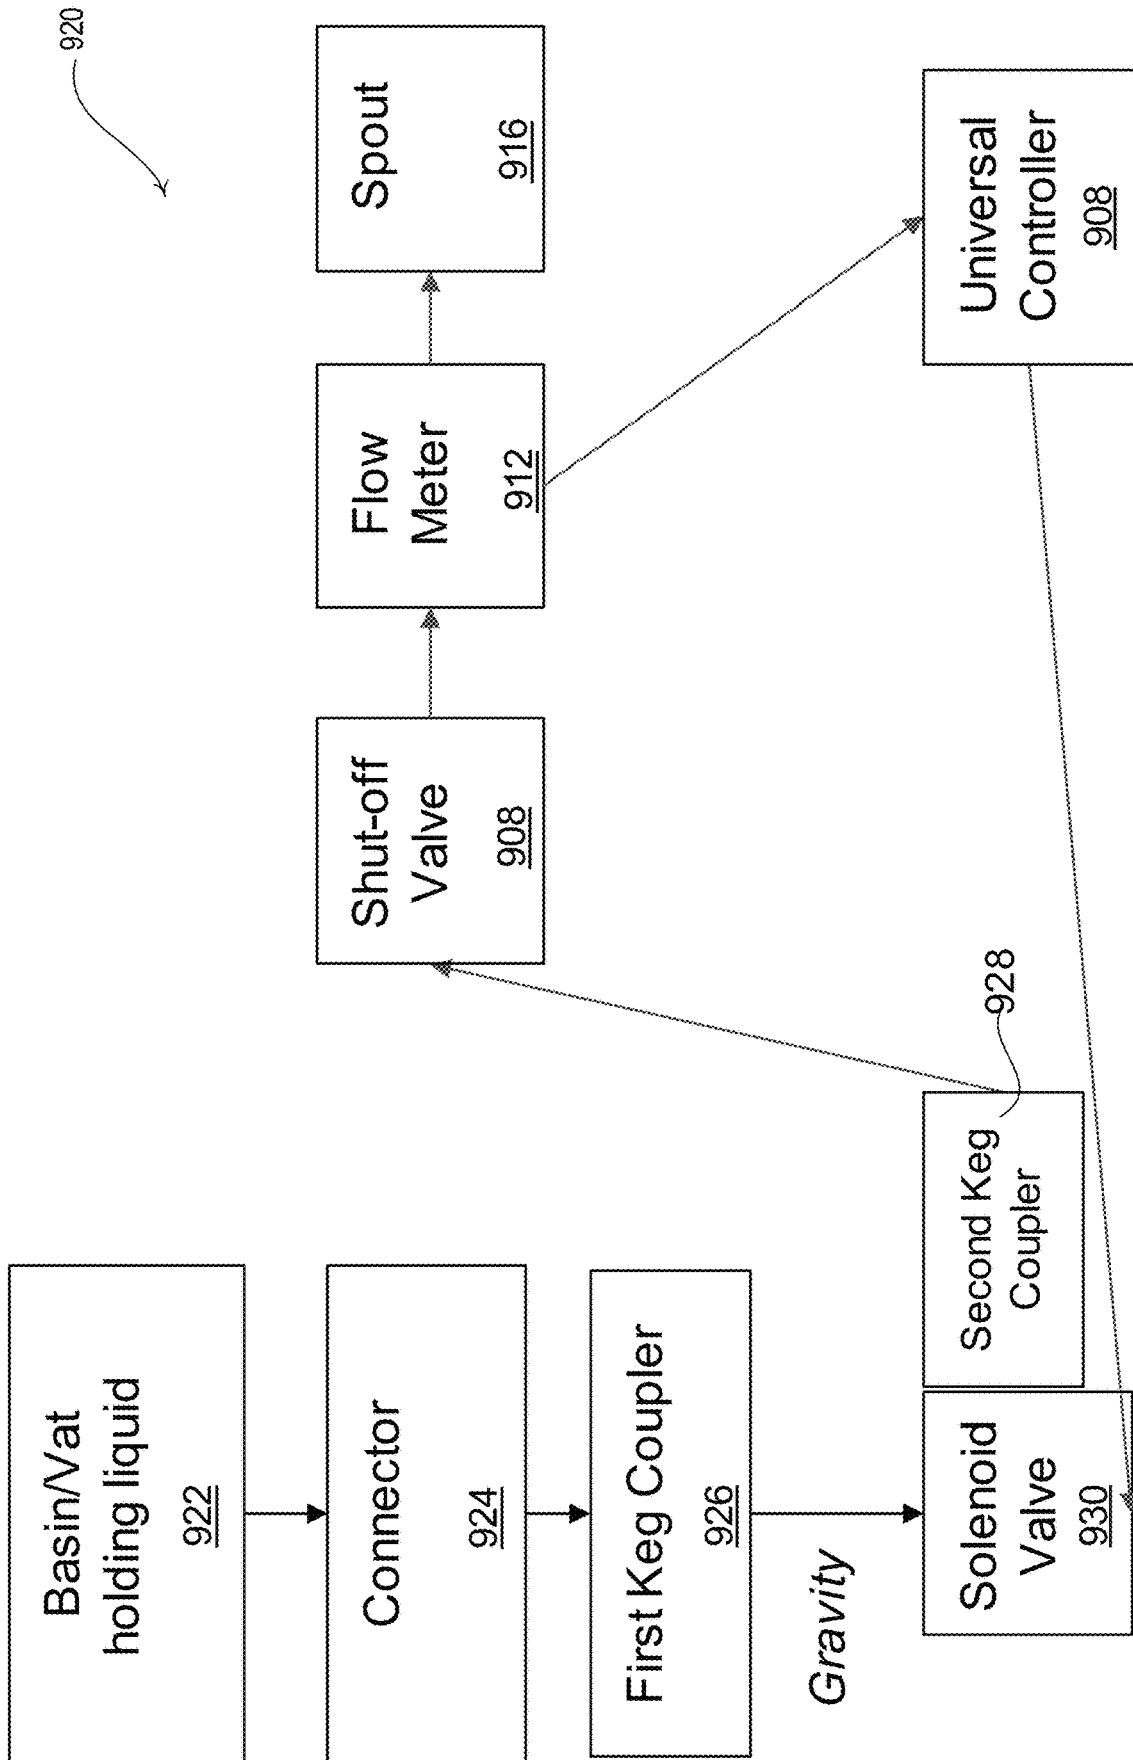 920
Basin/Vat
holding liquid
922
Connector
924
First Keg Coupler
926
Gravity
Solenoid
Valve
930
Second Keg
Coupler
928
Shut-off
Valve
908
Flow
Meter
912
Spout
916
Universal
Controller
908